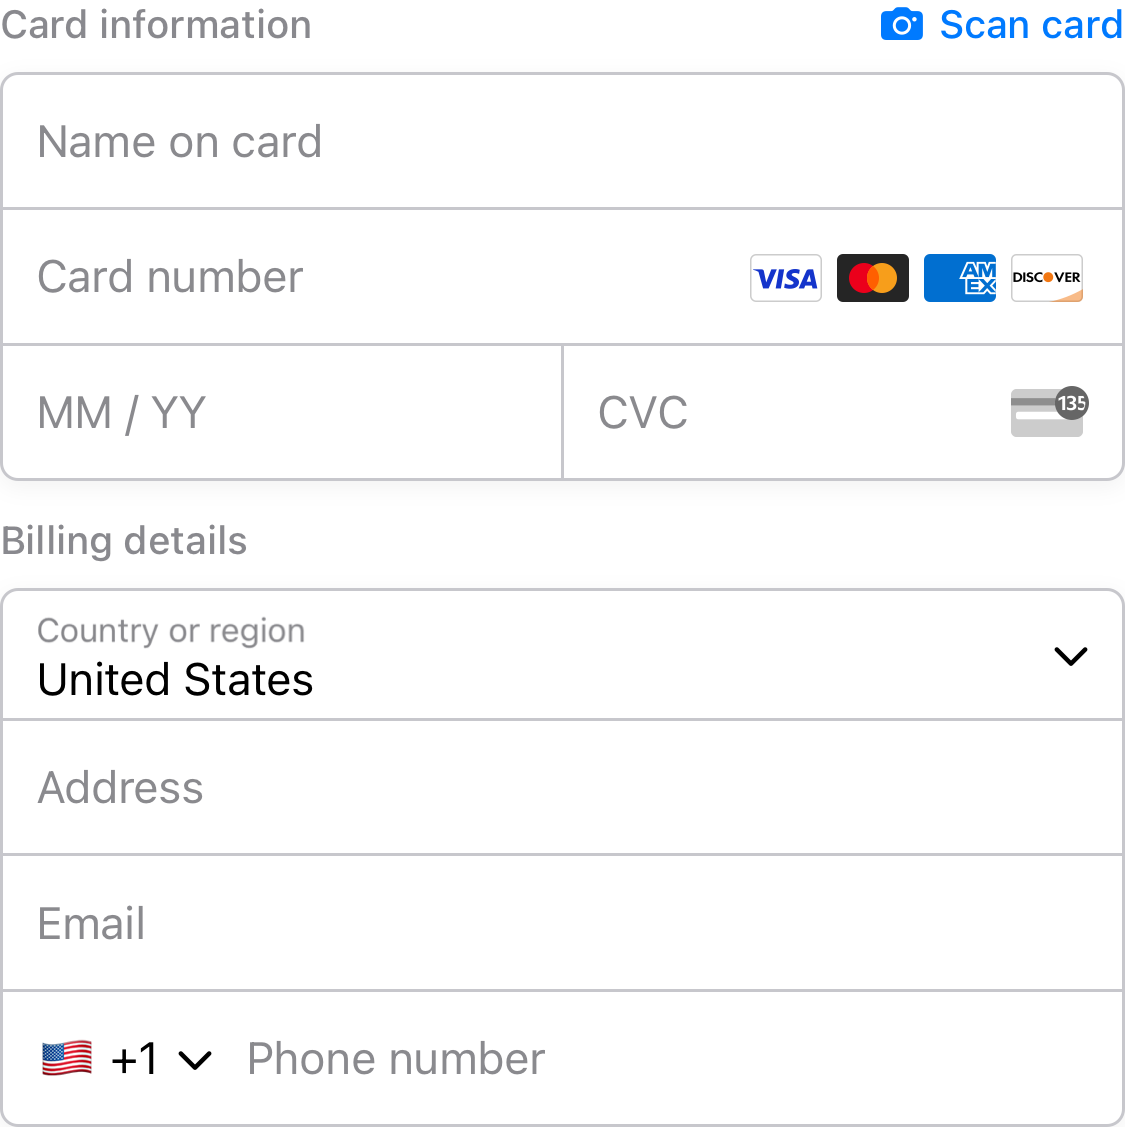 Card information
Scan card
Name on card
Card number
VISA
AM
EX
DISCOVER
MM / YY
CVC
135
Billing details
Country or region
United States
Address
Email
+1
Phone number